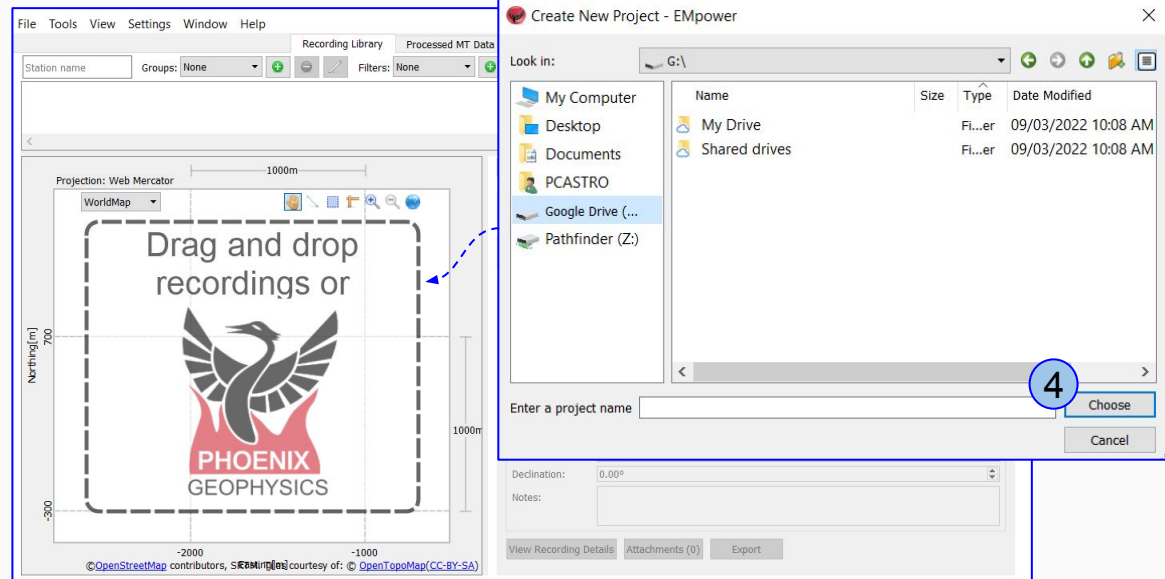 File Tools View Settings Window Help
Recording Library Processed MT Data
Station name Groups: None Filters: None
<
Projection: Web Mercator
1000m
WorldMap
Drag and drop
recordings or
PHOENIX
GEOPHYSICS
Northing[m]
700
-300
1000m
-2000 -1000
©OpenStreetMap contributors, courtesy of: © OpenTopoMap(CC-BY-SA)
Create New Project - EMpower
Look in: G:\
My Computer
Desktop
Documents
PCASTRO
Google Drive (...
Pathfinder (Z:)
Name Size Type Date Modified
My Drive Fi...er 09/03/2022 10:08 AM
Shared drives Fi...er 09/03/2022 10:08 AM
< >
4
Enter a project name Choose
Cancel
Declination: 0.00°
Notes:
View Recording Details Attachments (0) Export